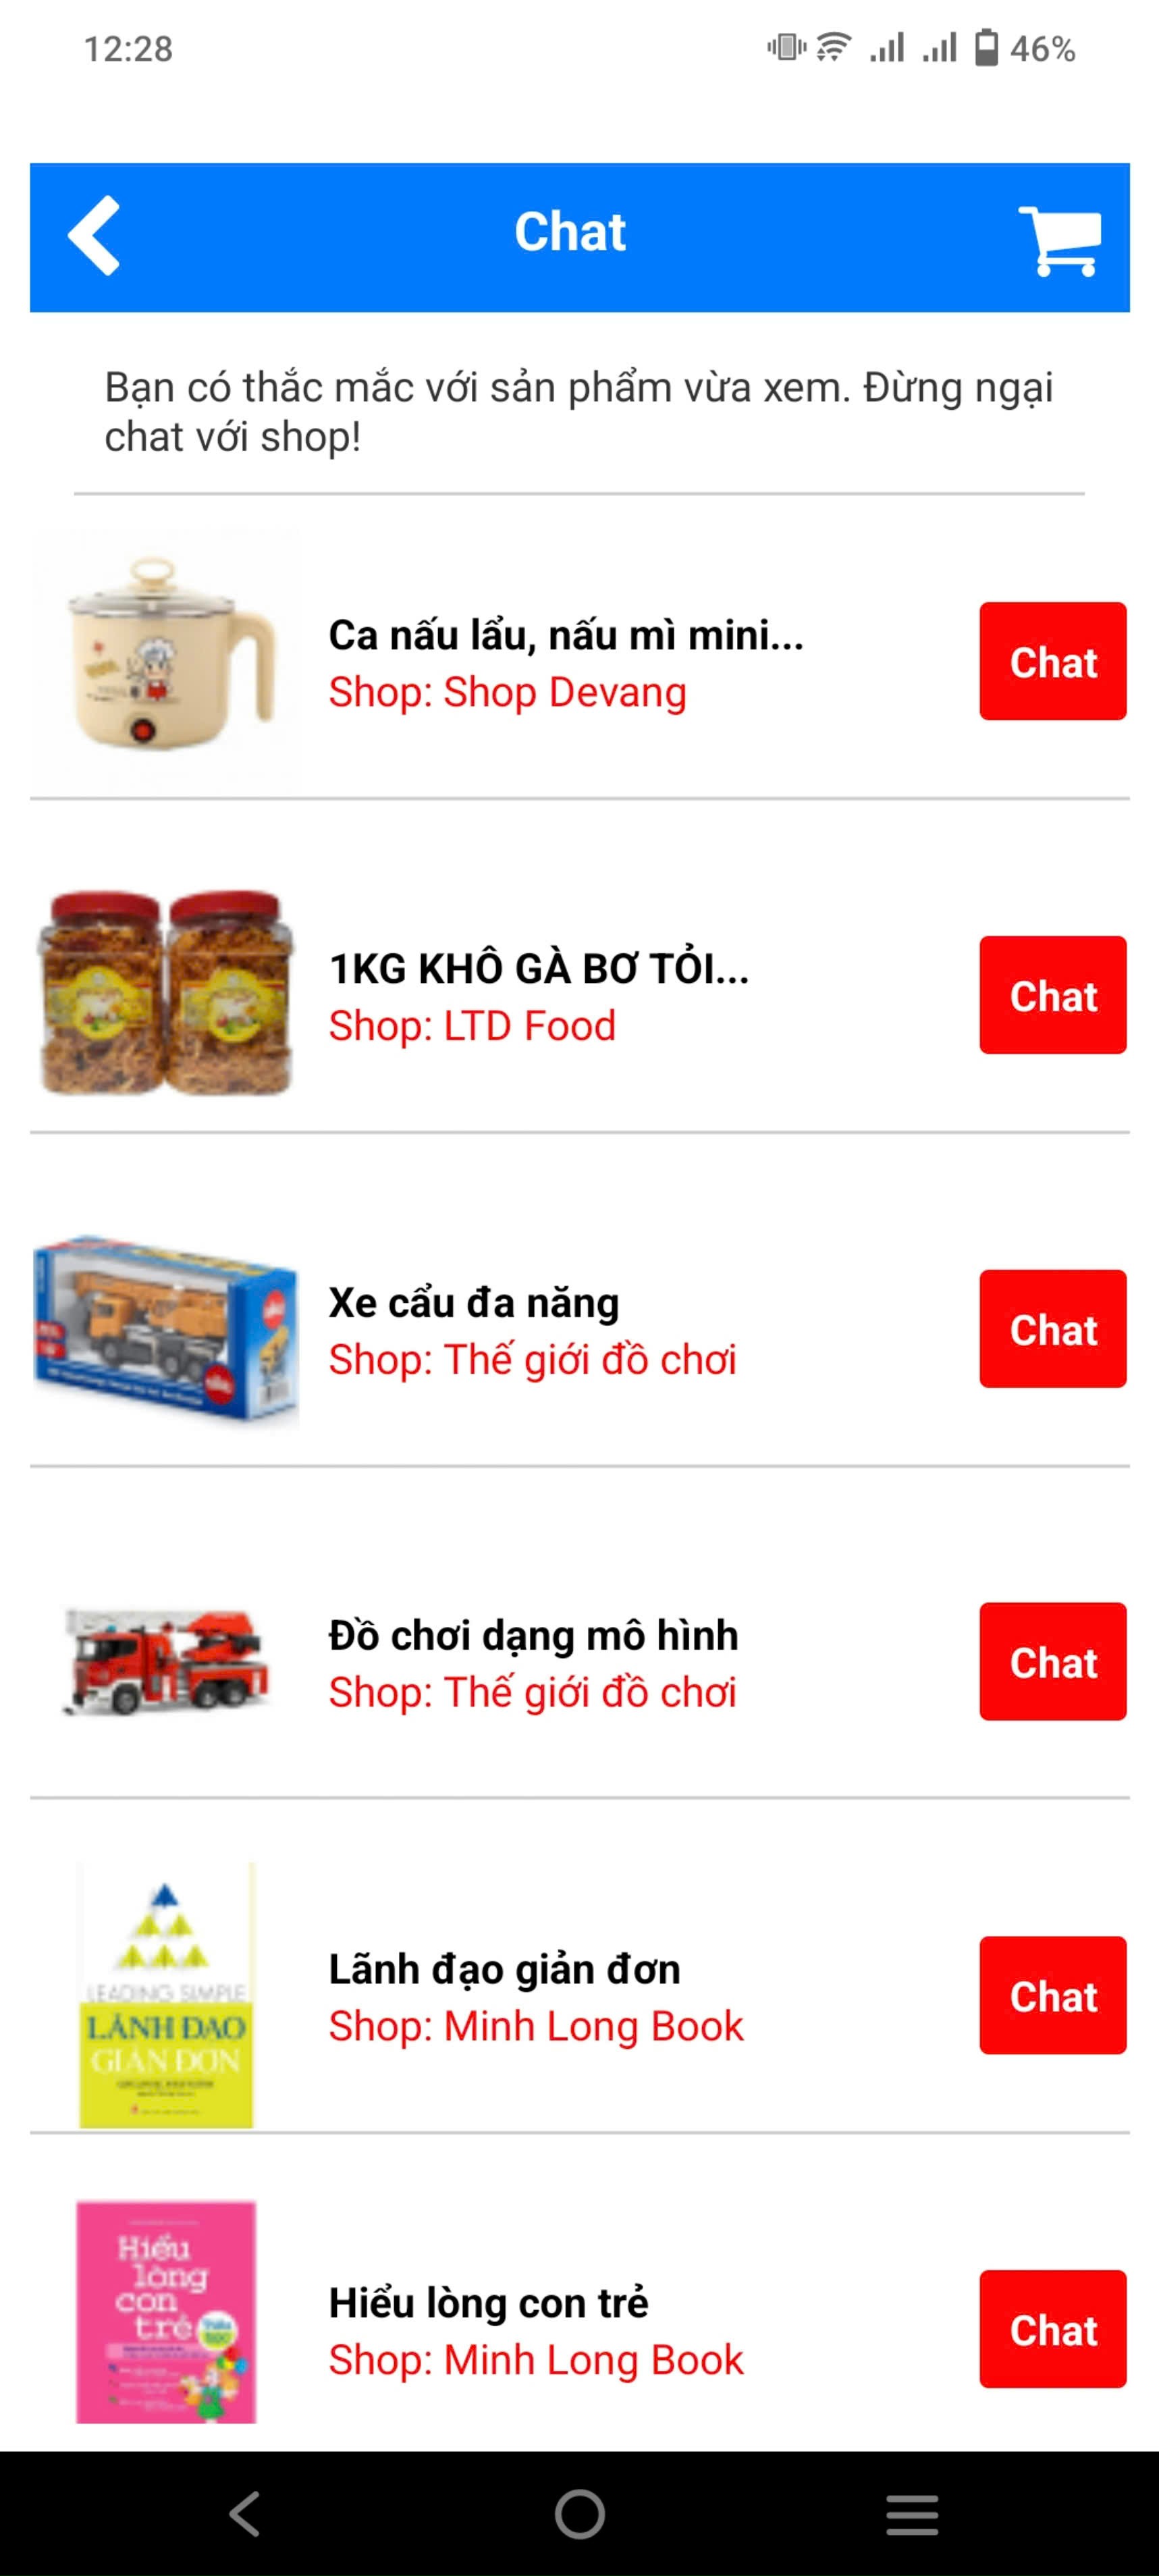 12:28
46%
Chat
Bạn có thắc mắc với sản phẩm vừa xem. Đừng ngại
chat với shop!
Ca nấu lẩu, nấu mì mini...
Shop: Shop Devang
Chat
1KG KHÔ GÀ BƠ TỎI...
Shop: LTD Food
Chat
Xe cẩu đa năng
Shop: Thế giới đồ chơi
Chat
Đồ chơi dạng mô hình
Shop: Thế giới đồ chơi
Chat
LEADING SIMPLE
LÃNH ĐẠO
GIẢN ĐƠN
Lãnh đạo giản đơn
Shop: Minh Long Book
Chat
Hiểu
lòng
con
trẻ
Hiểu lòng con trẻ
Shop: Minh Long Book
Chat